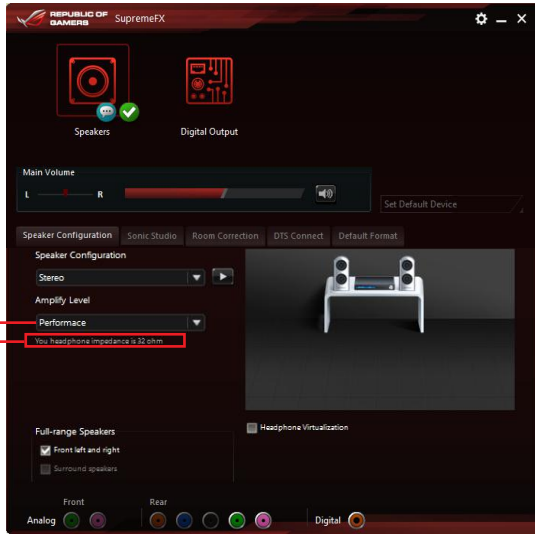 REPUBLIC OF
GAMERS
SupremeFX
Speakers
Digital Output
Main Volume
L R
Set Default Device
Speaker Configuration Sonic Studio Room Correction DTS Connect Default Format
Speaker Configuration
Stereo
Amplify Level
Performace
You headphone impedance is 32 ohm
Full-range Speakers
Front left and right
Surround speakers
Headphone Virtualization
Front Rear
Analog Digital